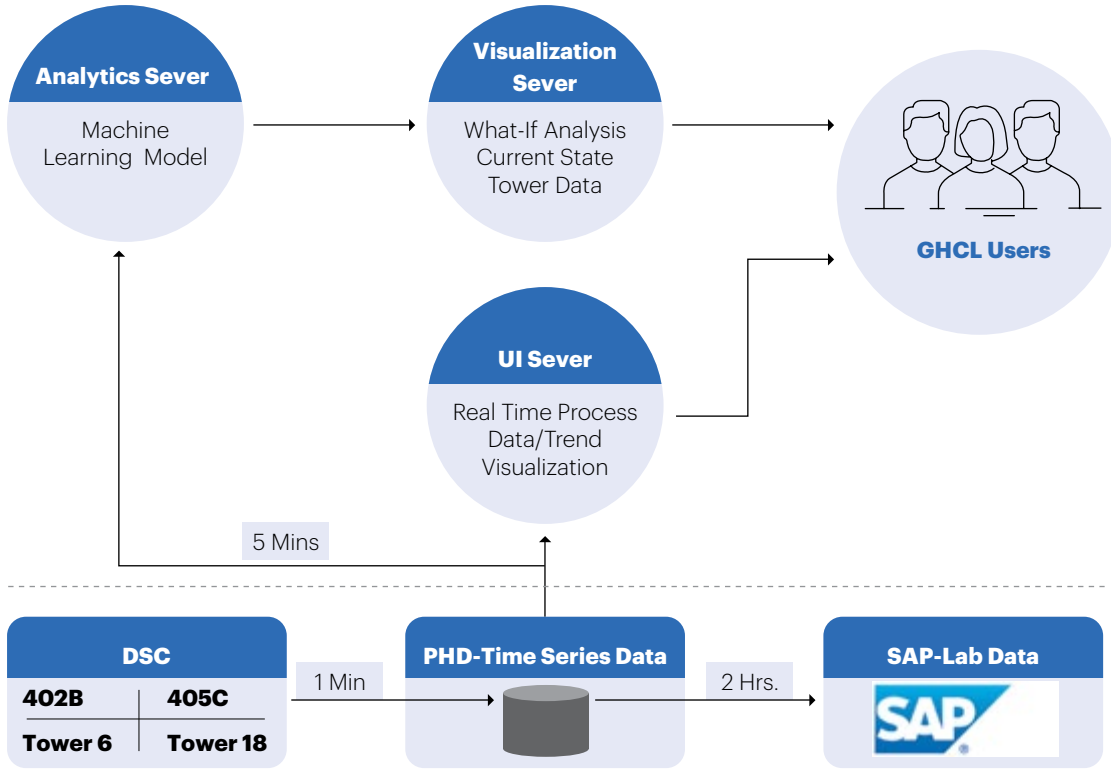 Analytics Sever
Machine
Learning Model
Visualization
Sever
What-If Analysis
Current State
Tower Data
GHCL Users
UI Sever
Real Time Process
Data/Trend
Visualization
5 Mins
DSC
402B
405C
Tower 6
Tower 18
1 Min
PHD-Time Series Data
2 Hrs.
SAP-Lab Data
SAP®